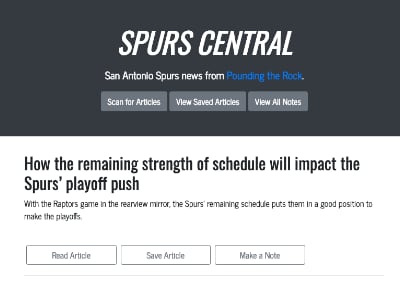 SPURS CENTRAL
San Antonio Spurs news from Pounding the Rock.
Scan for Articles View Saved Articles View All Notes
How the remaining strength of schedule will impact the
Spurs' playoff push
With the Raptors game in the rearview mirror, the Spurs' remaining schedule puts them in a good position to
make the playoffs.
Read Article Save Article Make a Note